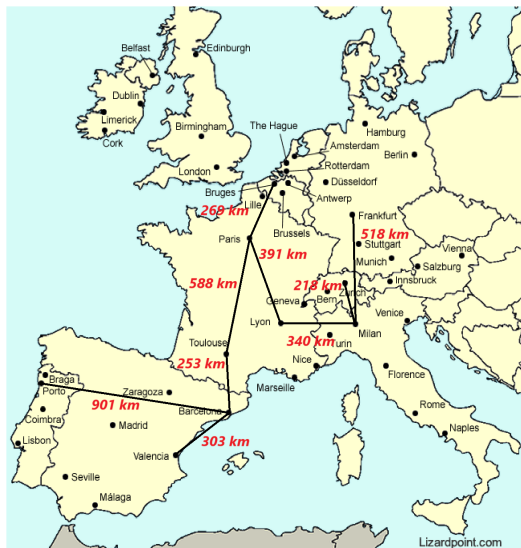 Edinburgh
Belfast
Dublin
Limerick
Cork
Birmingham
London
The Hague
Amsterdam
Rotterdam
Hamburg
Berlin
Düsseldorf
Bruges
Antwerp
Lille
269 km
Brussels
Frankfurt
518 km
Paris
391 km
Stuttgart
Munich
Vienna
Salzburg
Innsbruck
588 km
218 km
Zurich
Bern
Geneva
Lyon
Milan
Venice
340 km
Turin
Toulouse
253 km
Nice
Marseille
Florence
Braga
Porto
Zaragoza
901 km
Barcelona
Rome
Coimbra
Madrid
303 km
Naples
Lisbon
Valencia
Seville
Málaga
Lizardpoint.com